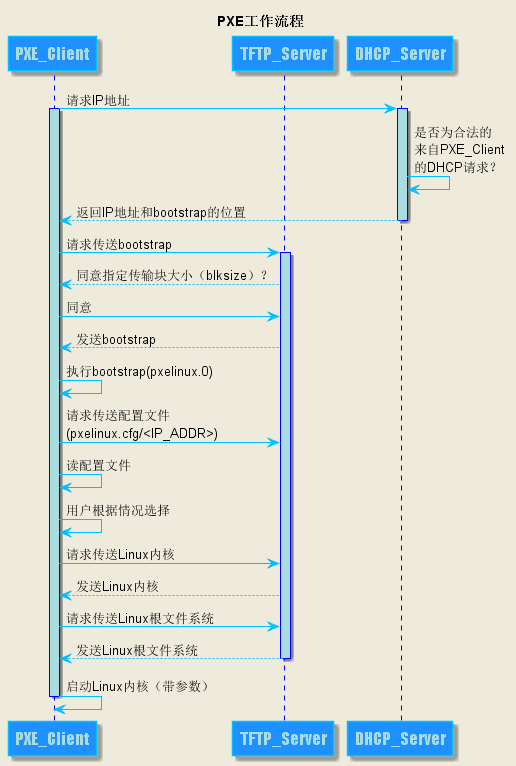 PXE工作流程
PXE_Client
TFTP_Server
DHCP_Server
请求IP地址
是否为合法的
来自PXE_Client
的DHCP请求?
返回IP地址和bootstrap的位置
请求传送bootstrap
同意指定传输块大小（blksize）?
同意
发送bootstrap
执行bootstrap(pxelinux.0)
请求传送配置文件
(pxelinux.cfg/<IP_ADDR>)
读配置文件
用户根据情况选择
请求传送Linux内核
发送Linux内核
请求传送Linux根文件系统
发送Linux根文件系统
启动Linux内核（带参数）
PXE_Client
TFTP_Server
DHCP_Server